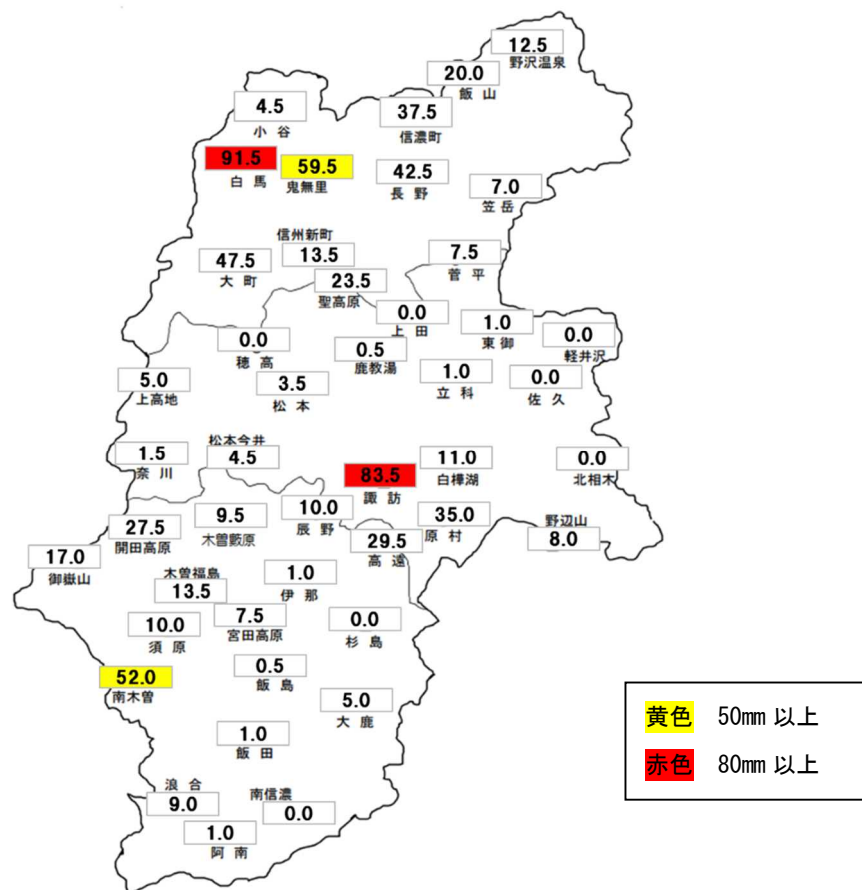 12.5
野沢温泉
20.0
飯山
4.5
小谷
37.5
信濃町
91.5
白馬
59.5
鬼無里
42.5
長野
7.0
笠岳
信州新町
13.5
47.5
大町
7.5
菅平
23.5
聖高原
0.0
上田
1.0
東御
0.0
軽井沢
0.0
穂高
0.5
鹿教湯
5.0
上高地
3.5
松本
1.0
立科
0.0
佐久
1.5
奈川
松本今井
4.5
83.5
諏訪
11.0
白樺湖
0.0
北相木
27.5
開田高原
9.5
木曽藪原
10.0
辰野
35.0
原村
29.5
高遠
野辺山
8.0
17.0
御嶽山
木曽福島
13.5
1.0
伊那
10.0
須原
7.5
宮田高原
0.0
杉島
52.0
南木曽
0.5
飯島
5.0
大鹿
1.0
飯田
浪合
9.0
南信濃
0.0
1.0
阿南
黄色 50mm 以上
赤色 80mm 以上